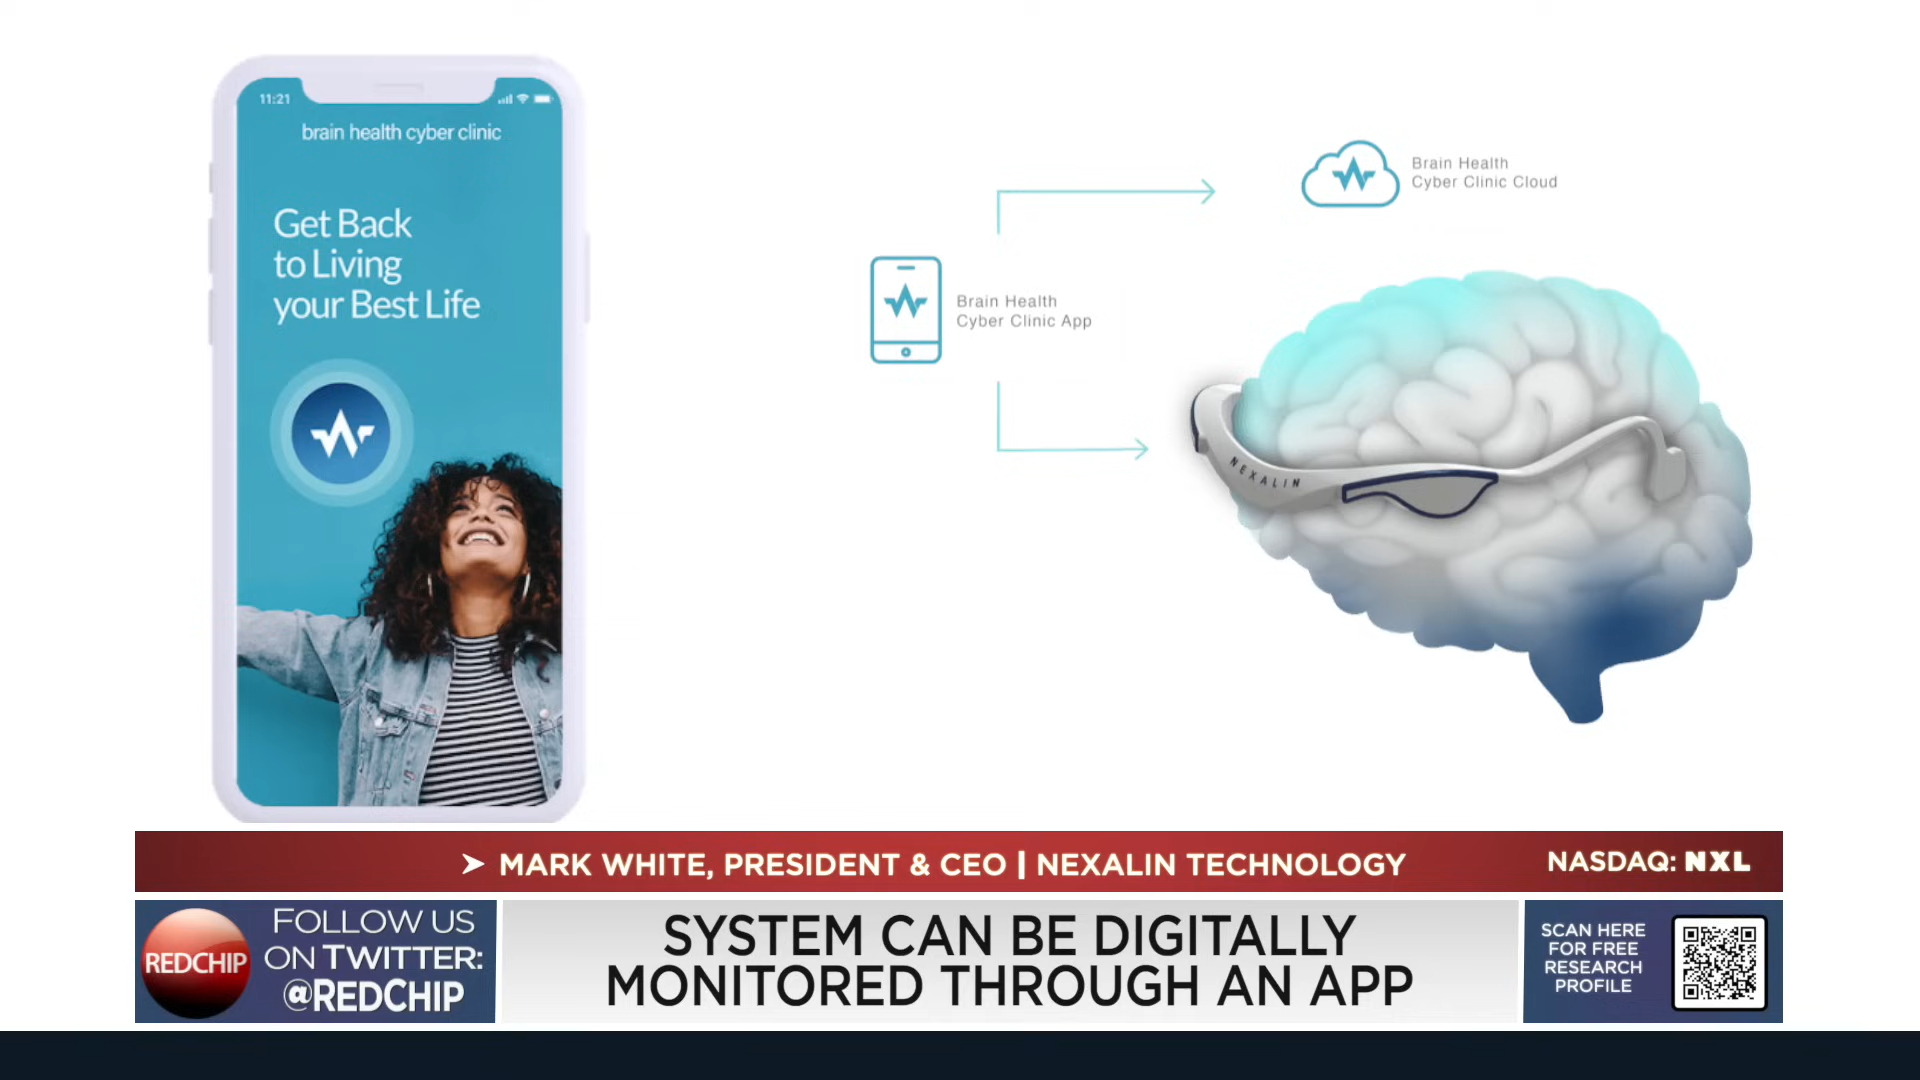 11:21
brain health cyber clinic
Get Back
to Living
your Best Life
Brain Health
Cyber Clinic Cloud
Brain Health
Cyber Clinic App
NEXALIN
MARK WHITE, PRESIDENT & CEO | NEXALIN TECHNOLOGY
NASDAQ: NXL
REDCHIP
FOLLOW US
ON TWITTER:
@REDCHIP
SYSTEM CAN BE DIGITALLY
MONITORED THROUGH AN APP
SCAN HERE
FOR FREE
RESEARCH
PROFILE